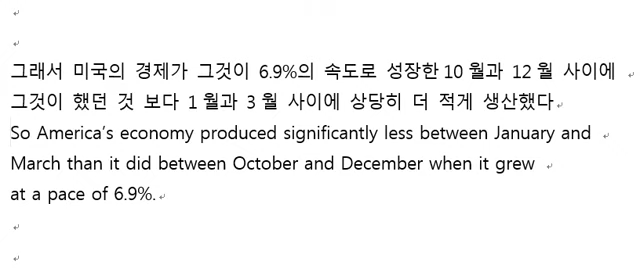 그래서 미국의 경제가 그것이 6.9%의 속도로 성장한 10월과 12월 사이에
그것이 했던 것 보다 1월과 3월 사이에 상당히 더 적게 생산했다
So America's economy produced significantly less between January and
March than it did between October and December when it grew
at a pace of 6.9%.